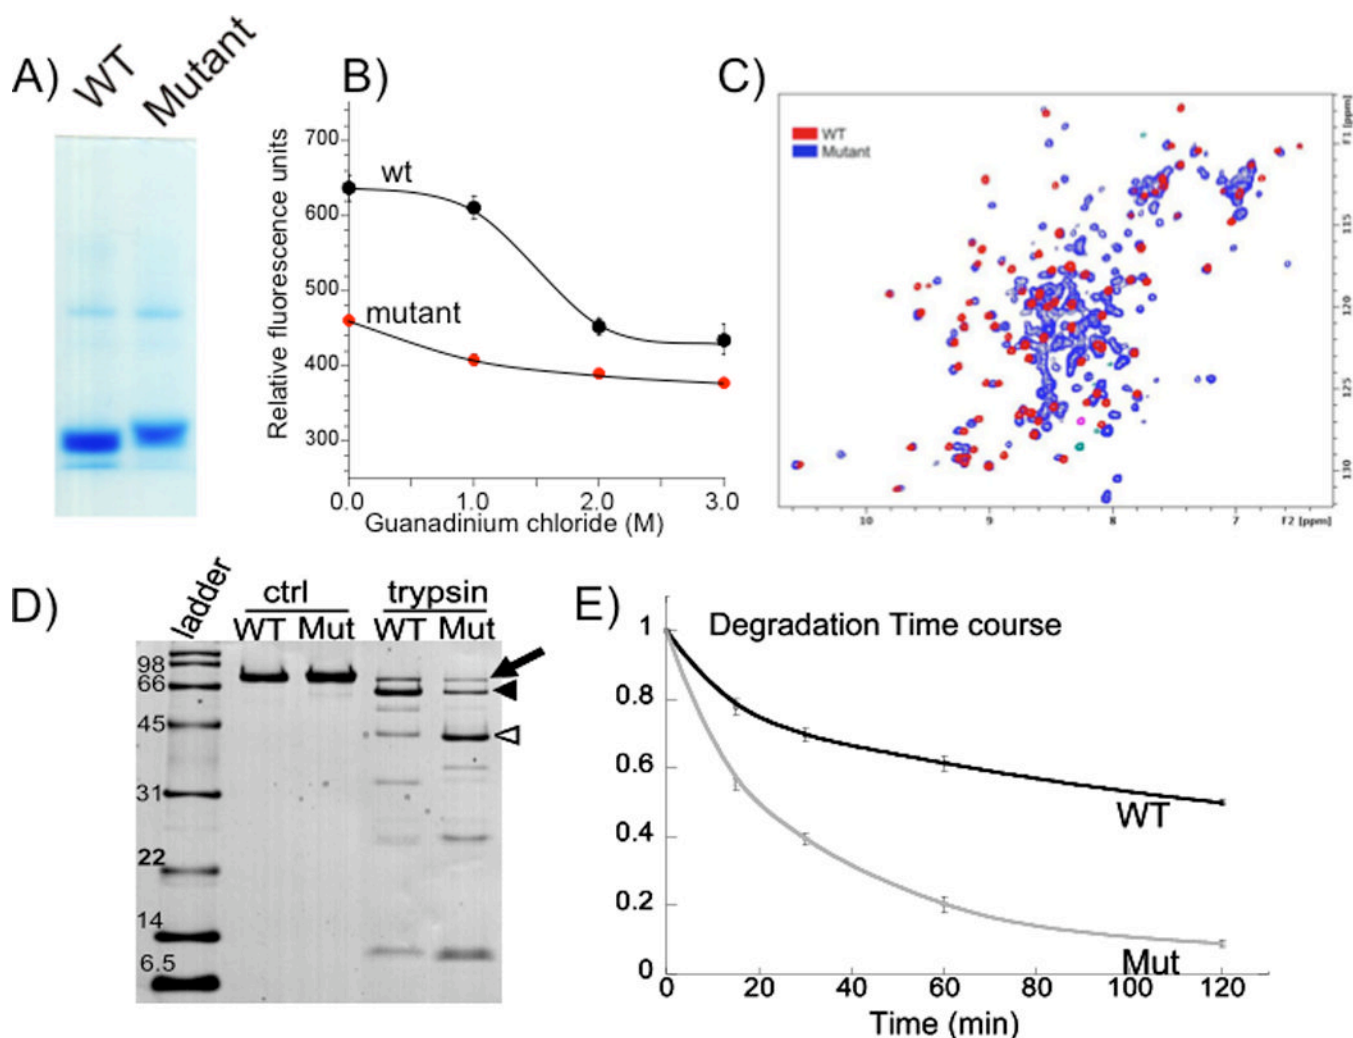 A)
WT
Mutant
B)
Relative fluorescence units
700
600
500
400
300
wt
mutant
0.0 1.0 2.0 3.0
Guanadinium chloride (M)
C)
WT
Mutant
F1 [ppm]
115
120
125
130
10 9 8 7 F2 [ppm]
D)
ladder
ctrl trypsin
WT Mut WT Mut
98
66
45
31
22
14
6.5
E)
Degradation Time course
1
0.8
0.6
0.4
0.2
0
WT
Mut
0 20 40 60 80 100 120
Time (min)